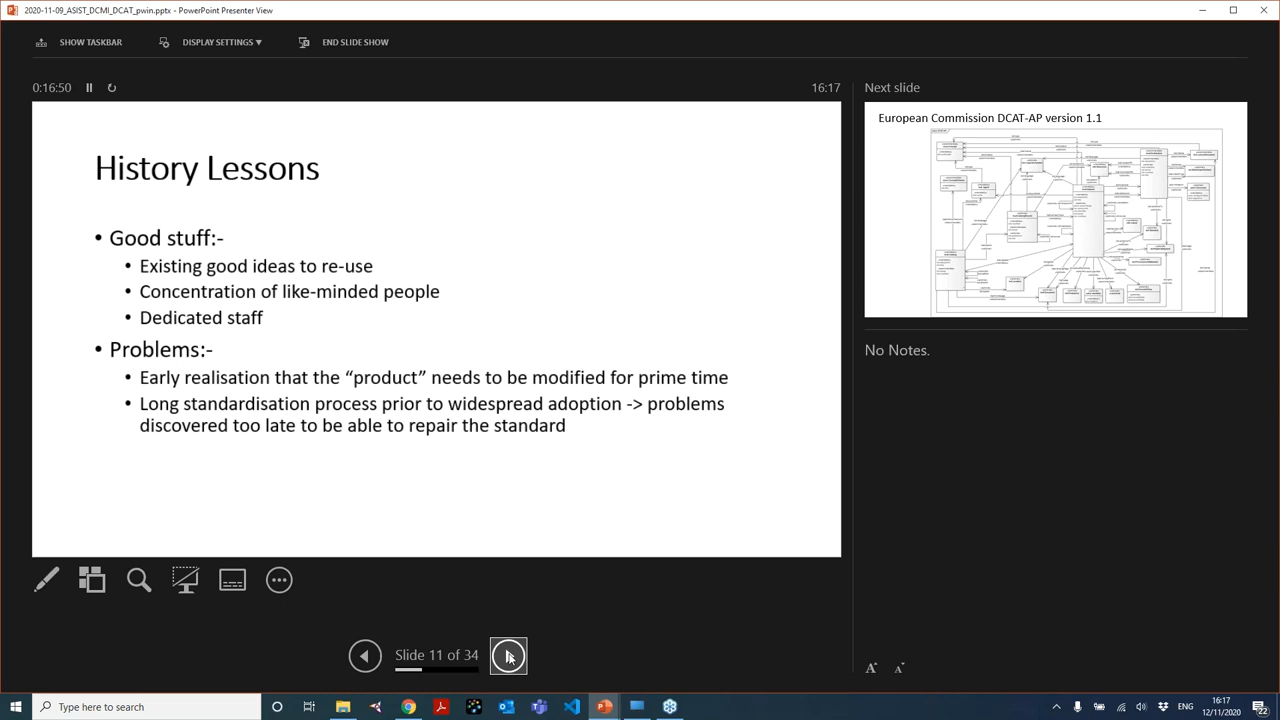 2020-11-09_ASIST_DCMI_DCAT_pwin.pptx - PowerPoint Presenter View
SHOW TASKBAR
DISPLAY SETTINGS ▼
END SLIDE SHOW
0:16:50
16:17
Next slide
History Lessons
• Good stuff:-
• Existing good ideas to re-use
• Concentration of like-minded people
• Dedicated staff
• Problems:-
• Early realisation that the “product” needs to be modified for prime time
• Long standardisation process prior to widespread adoption -> problems
discovered too late to be able to repair the standard
European Commission DCAT-AP version 1.1
No Notes.
Slide 11 of 34
A
A
Type here to search
ENG
16:17
12/11/2020
22